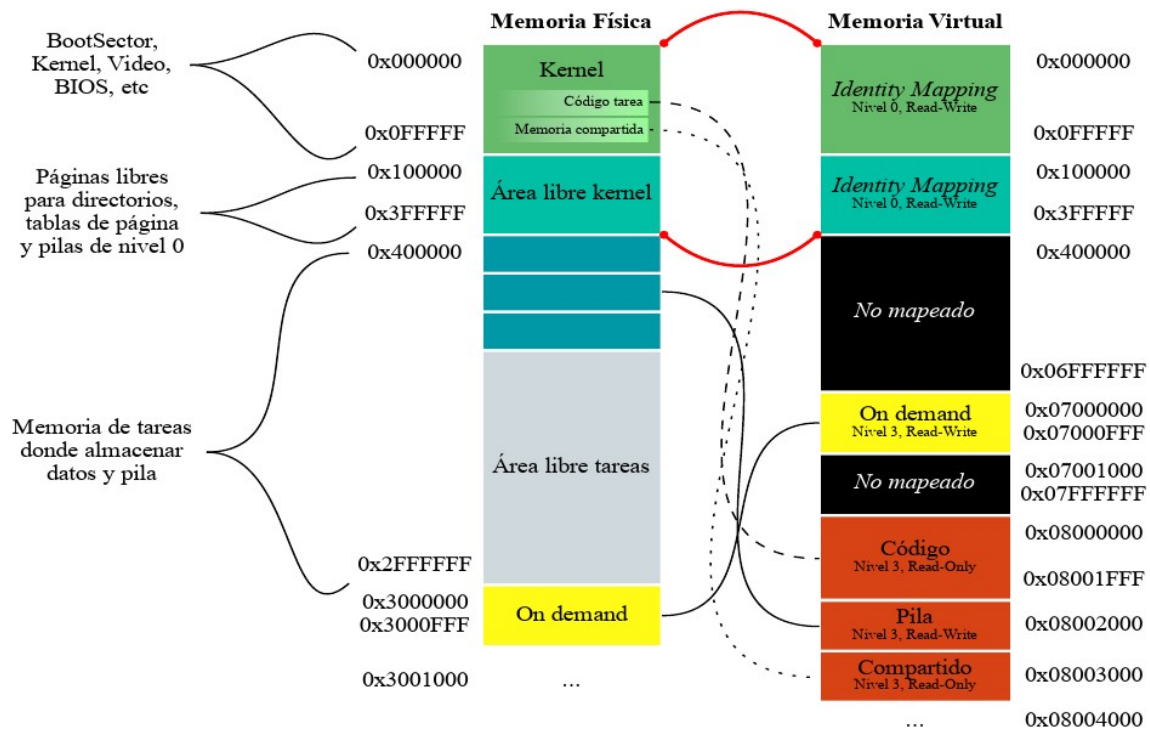 Memoria Física
Memoria Virtual
BootSector,
Kernel, Video,
BIOS, etc
0x000000
0x0FFFFF
Kernel
Código tarea
Memoria compartida
Identity Mapping
Nivel 0, Read-Write
0x000000
0x0FFFFF
Páginas libres
para directorios,
tablas de página
y pilas de nivel 0
0x100000
0x3FFFFF
Área libre kernel
Identity Mapping
Nivel 0, Read-Write
0x100000
0x3FFFFF
0x400000
No mapeado
0x400000
0x06FFFFFF
Memoria de tareas
donde almacenar
datos y pila
Área libre tareas
On demand
Nivel 3, Read-Write
0x07000000
0x07000FFF
No mapeado
0x07001000
0x07FFFFFF
0x2FFFFFF
Código
Nivel 3, Read-Only
0x08000000
0x08001FFF
0x3000000
0x3000FFF
On demand
Pila
Nivel 3, Read-Write
0x08002000
0x3001000
...
Compartido
Nivel 3, Read-Only
0x08003000
...
0x08004000